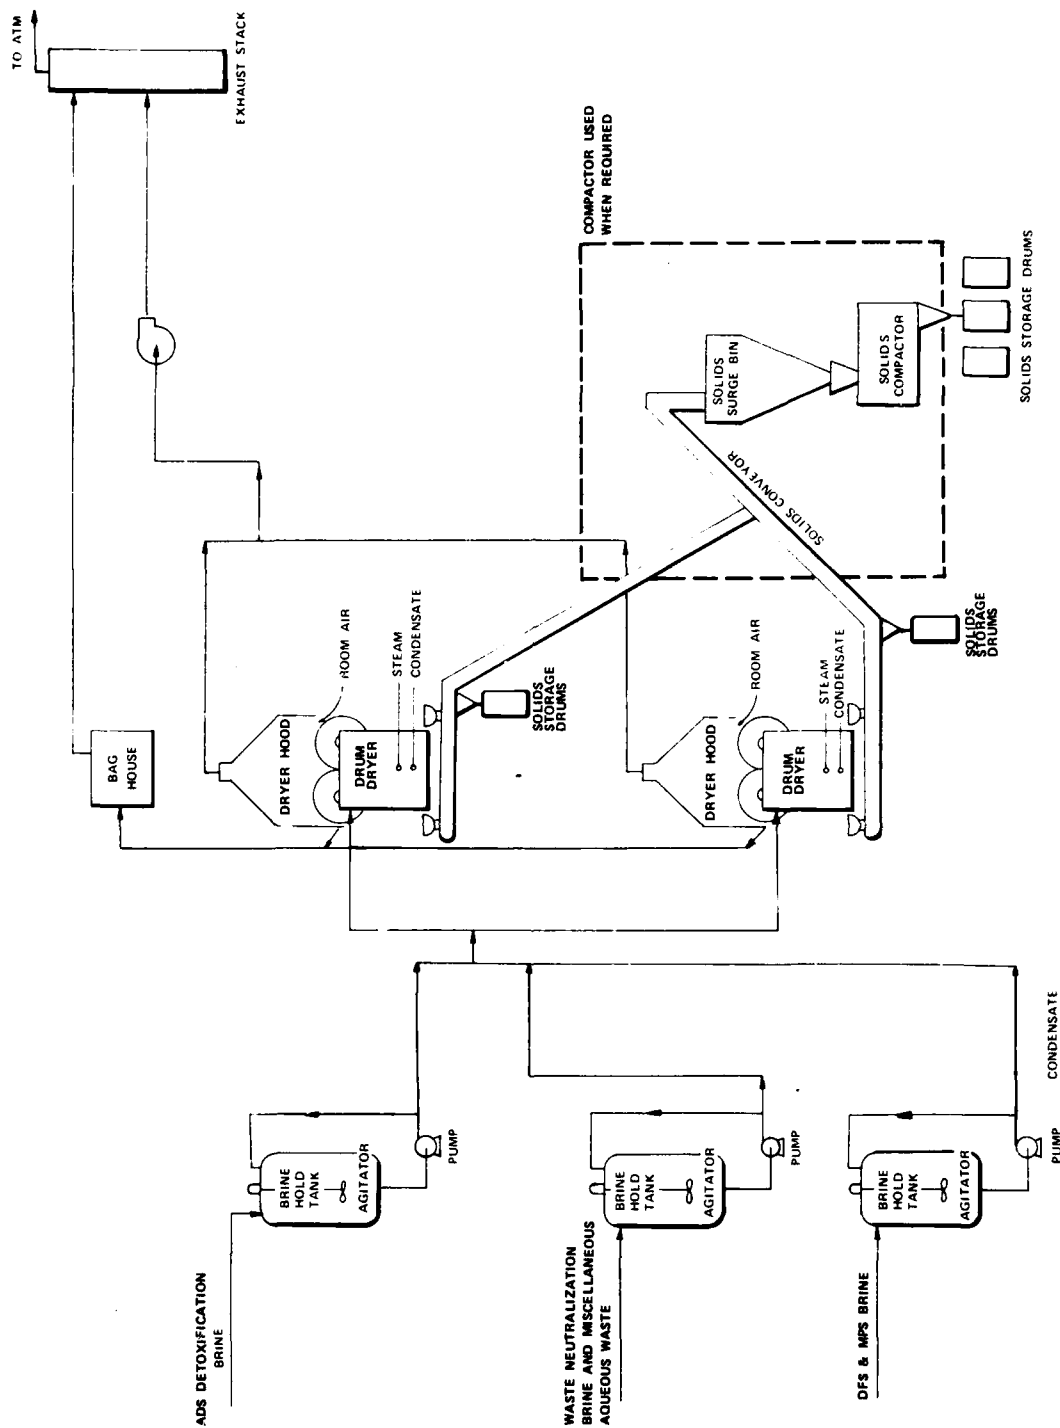 ADS DETOXIFICATION
BRINE
BRINE
HOLD
TANK
AGITATOR
PUMP
WASTE NEUTRALIZATION
BRINE AND MISCELLANEOUS
AQUEOUS WASTE
BRINE
HOLD
TANK
AGITATOR
PUMP
DFS & MPS BRINE
BRINE
HOLD
TANK
AGITATOR
PUMP
CONDENSATE
BAG
HOUSE
DRYER HOOD
ROOM AIR
DRUM
DRYER
STEAM
CONDENSATE
SOLIDS
STORAGE
DRUMS
DRYER HOOD
ROOM AIR
DRUM
DRYER
STEAM
CONDENSATE
SOLIDS
STORAGE
DRUMS
SOLIDS CONVEYOR
COMPACTOR USED
WHEN REQUIRED
SOLIDS
SURGE BIN
SOLIDS
COMPACTOR
SOLIDS STORAGE DRUMS
TO ATM
EXHAUST STACK